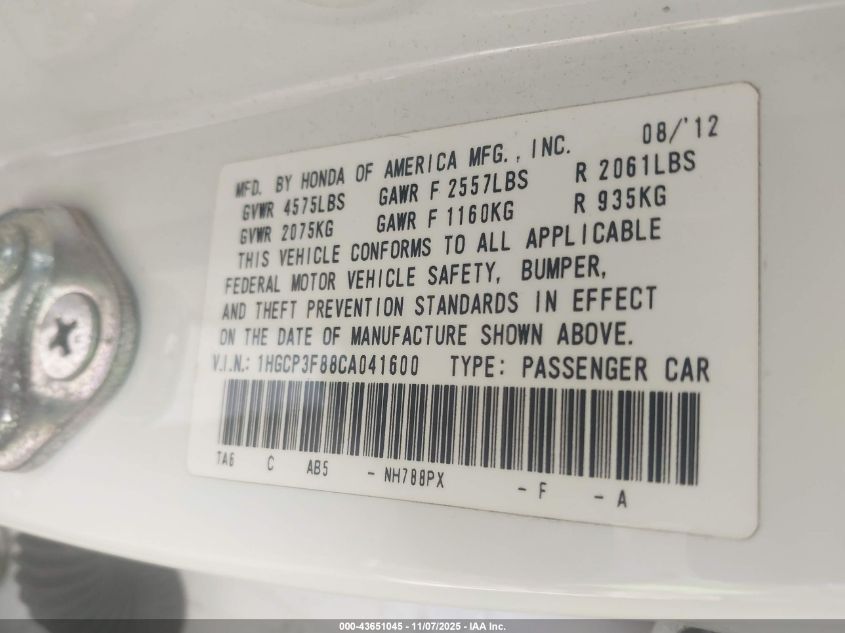 MFD. BY HONDA OF AMERICA MFG., INC. 08/'12
GVWR 4575LBS GAWR F 2557LBS R 2061LBS
GVWR 2075KG GAWR F 1160KG R 935KG
THIS VEHICLE CONFORMS TO ALL APPLICABLE
FEDERAL MOTOR VEHICLE SAFETY, BUMPER,
AND THEFT PREVENTION STANDARDS IN EFFECT
ON THE DATE OF MANUFACTURE SHOWN ABOVE.
V.I.N.: 1HGCP3F88CA041600 TYPE: PASSENGER CAR
TA6 C AB5 - NH788PX - F - A
000-43651045 - 11/07/2025 - IAA Inc.